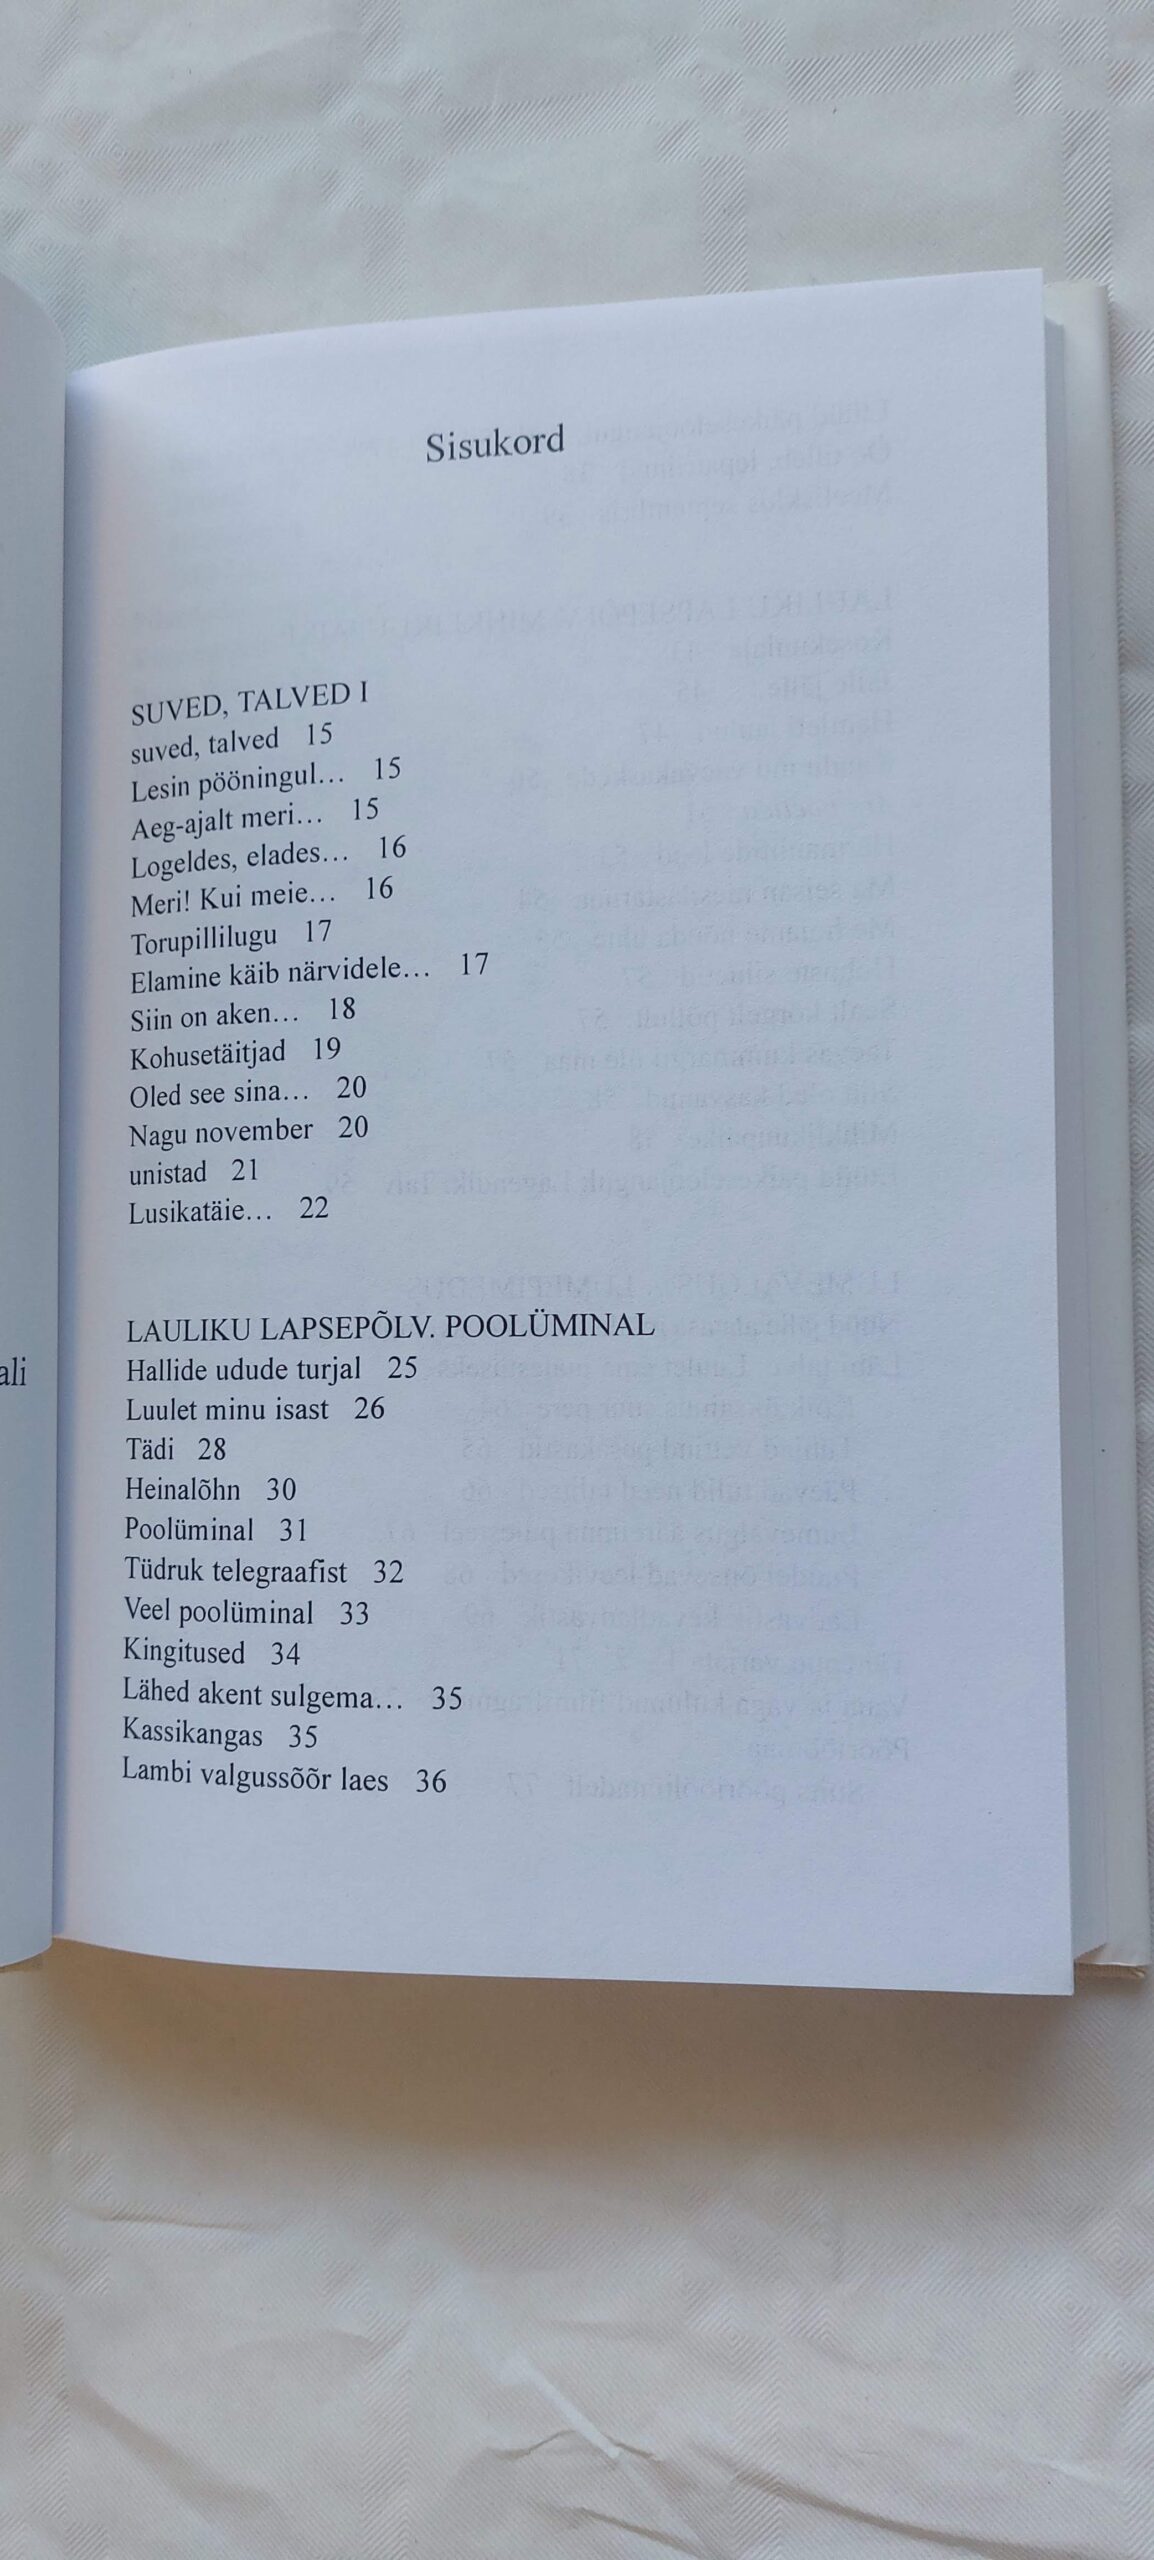 Sisukord
SUVED, TALVED I
suved, talved 15
Lesin pööningul… 15
Aeg-ajalt meri… 15
Logeldes, elades… 16
Meri! Kui meie… 16
Torupillilugu 17
Elamine käib närvidele… 17
Siin on aken… 18
Kohusetäitjad 19
Oled see sina… 20
Nagu november 20
unistad 21
Lusikatäie… 22
LAULIKU LAPSEPÕLV. POOLÜMINAL
Hallide udude turjal 25
Luulet minu isast 26
Tädi 28
Heinalõhn 30
Poolüminal 31
Tüdruk telegraafist 32
Veel poolüminal 33
Kingitused 34
Lähed akent sulgema… 35
Kassikangas 35
Lambi valgussõõr laes 36
ali